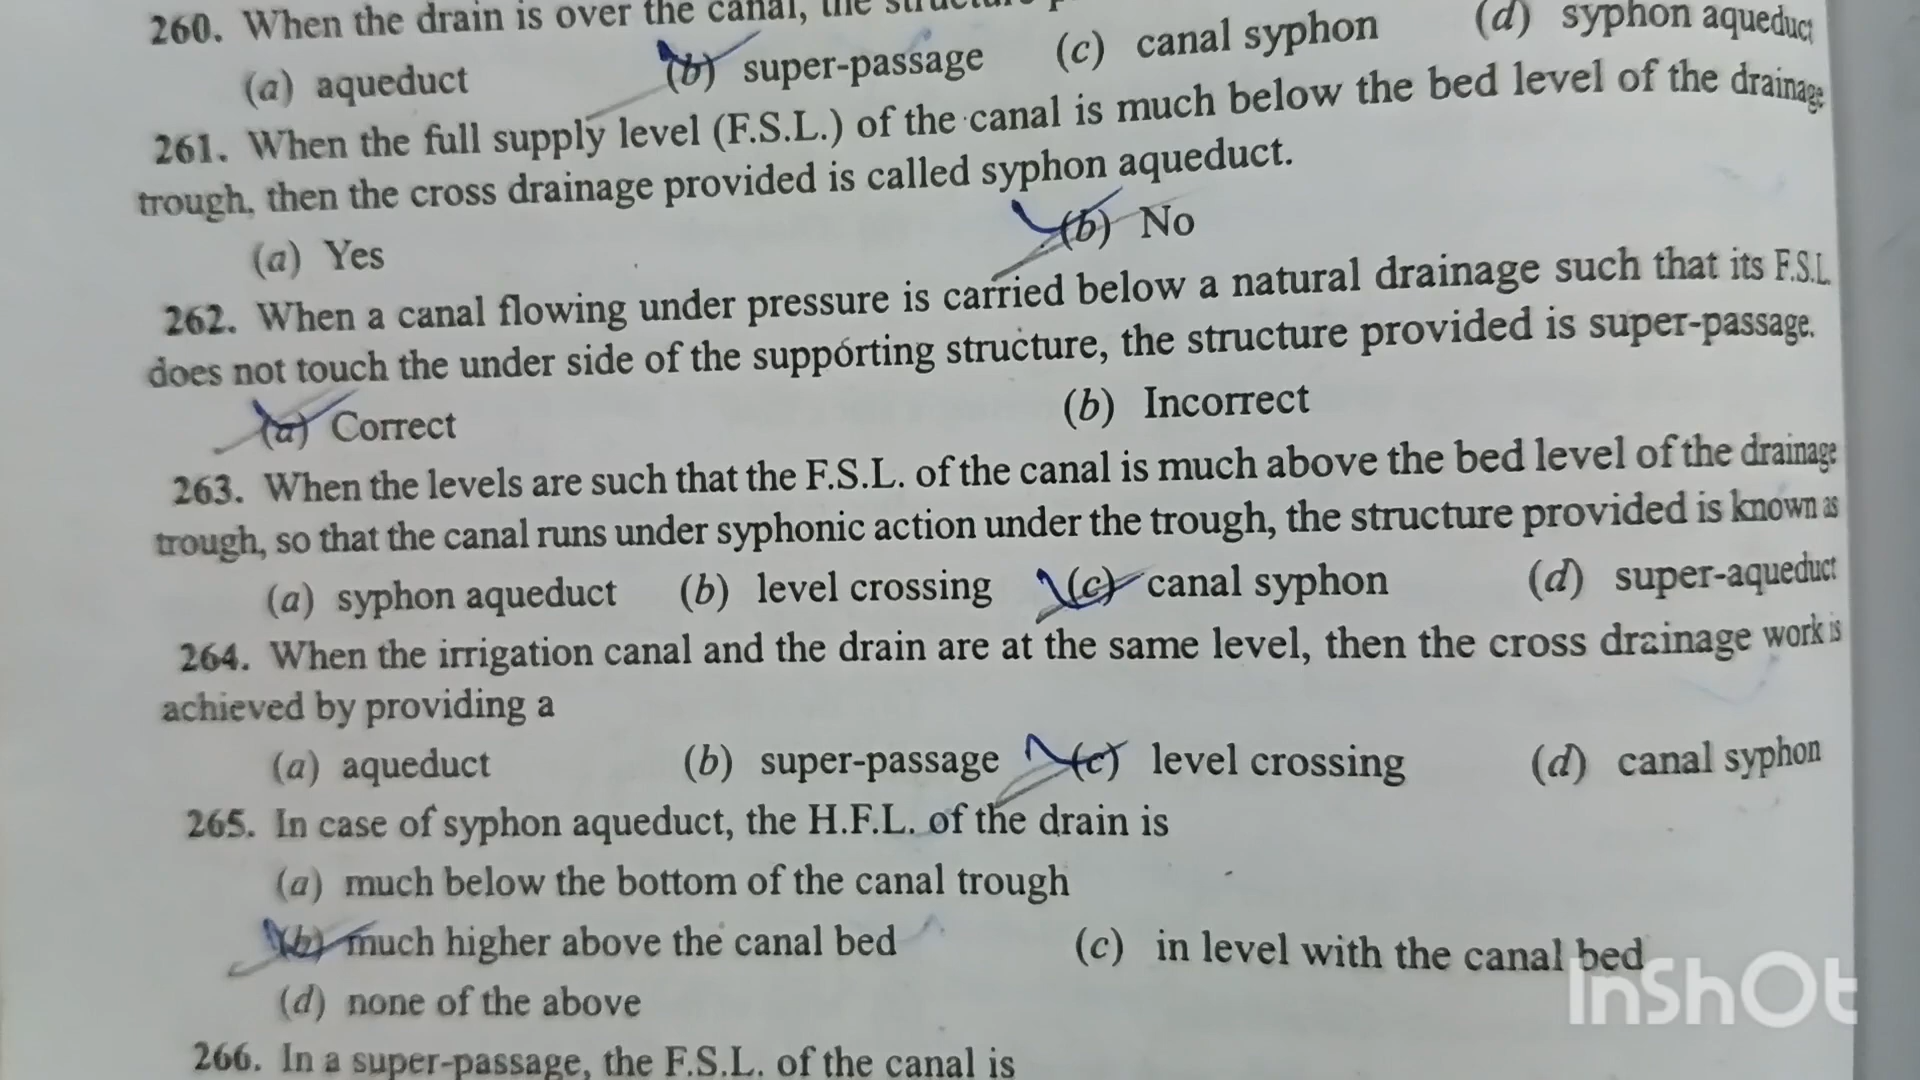 260. When the drain is over the canal, the
(a) aqueduct (b) super-passage (c) canal syphon (d) syphon aqueduct
261. When the full supply level (F.S.L.) of the canal is much below the bed level of the drainage
trough, then the cross drainage provided is called syphon aqueduct.
(a) Yes (b) No
262. When a canal flowing under pressure is carried below a natural drainage such that its F.S.L.
does not touch the under side of the supporting structure, the structure provided is super-passage.
(a) Correct (b) Incorrect
263. When the levels are such that the F.S.L. of the canal is much above the bed level of the drainage
trough, so that the canal runs under syphonic action under the trough, the structure provided is known as
(a) syphon aqueduct (b) level crossing (c) canal syphon (d) super-aqueduct
264. When the irrigation canal and the drain are at the same level, then the cross drainage work is
achieved by providing a
(a) aqueduct (b) super-passage (c) level crossing (d) canal syphon
265. In case of syphon aqueduct, the H.F.L. of the drain is
(a) much below the bottom of the canal trough
(b) much higher above the canal bed (c) in level with the canal bed
(d) none of the above
266. In a super-passage, the F.S.L. of the canal is
InShOt